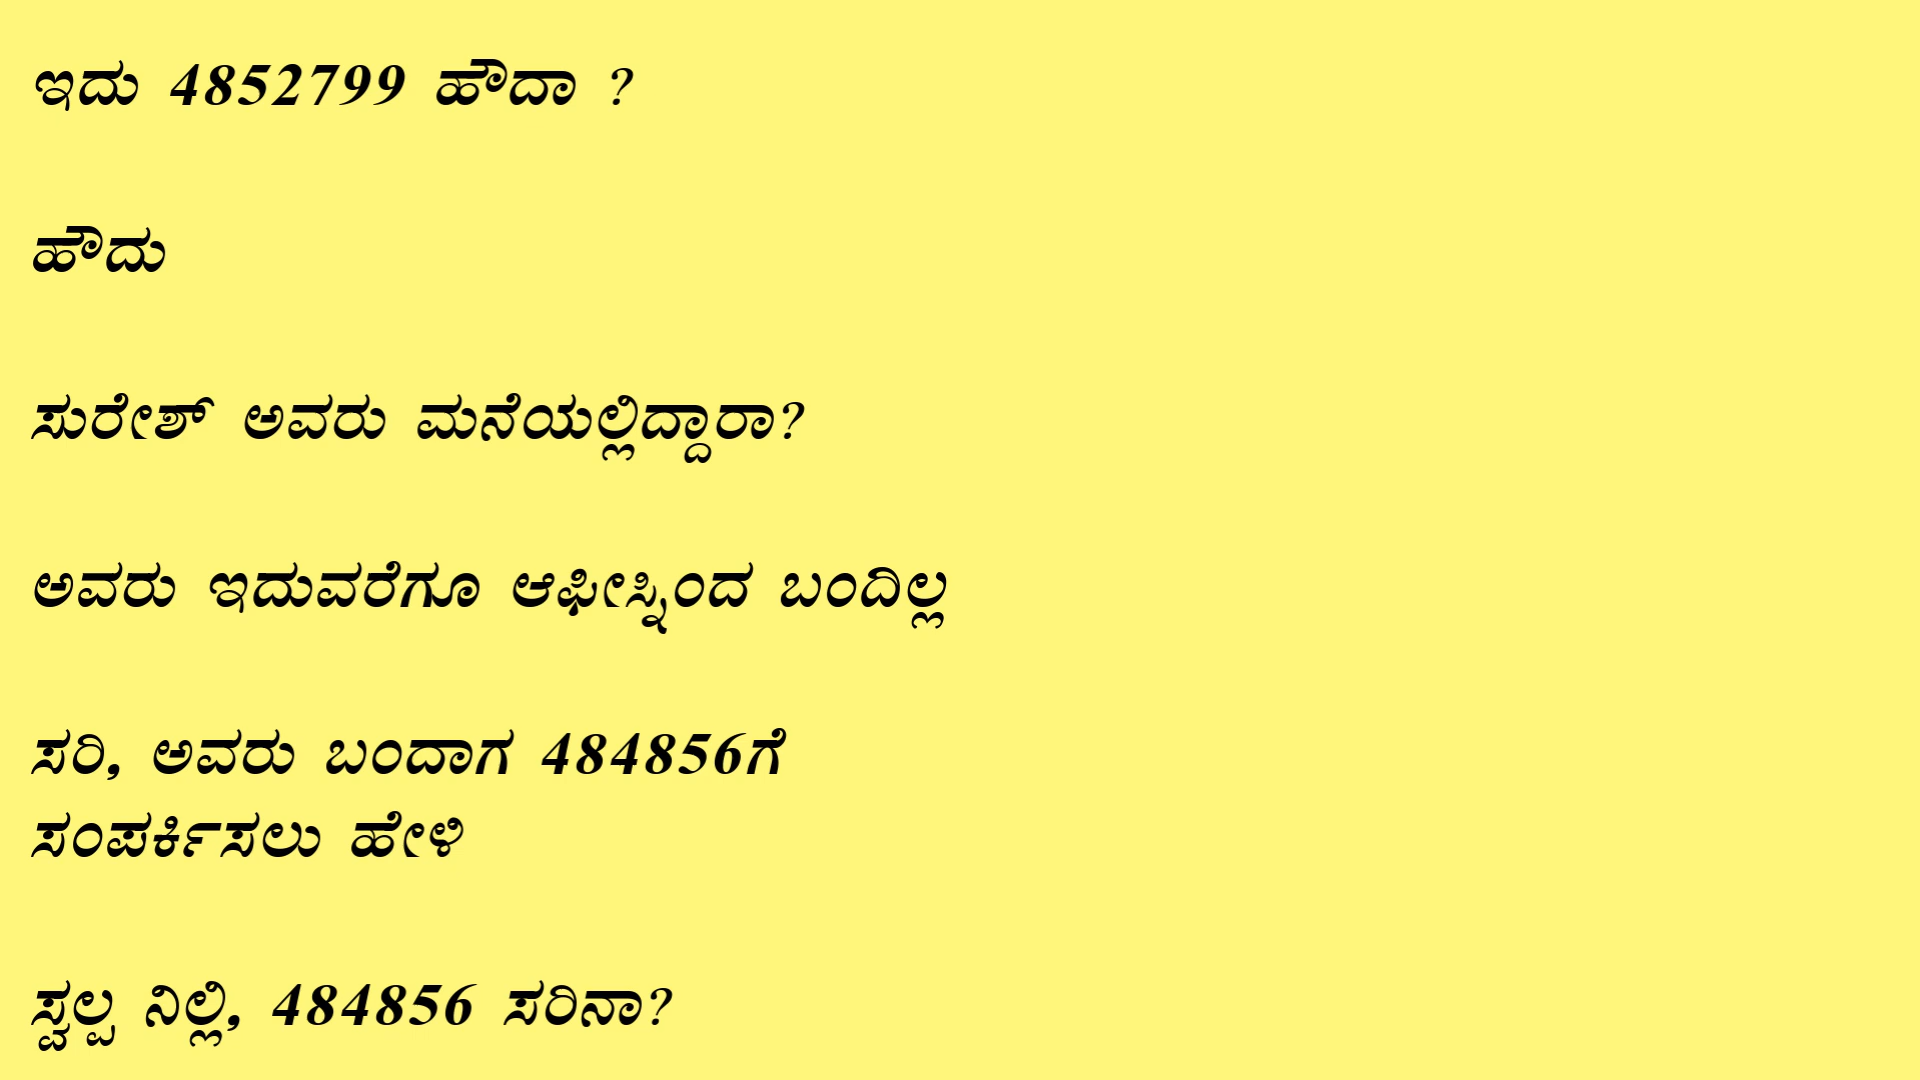 ಇದು 4852799 ಹೌದಾ ?
ಹೌದು
ಸುರೇಶ್ ಅವರು ಮನೆಯಲ್ಲಿದ್ದಾರಾ?
ಅವರು ಇದುವರೆಗೂ ಆಫೀಸ್ನಿಂದ ಬಂದಿಲ್ಲ
ಸರಿ, ಅವರು ಬಂದಾಗ 484856ಗೆ
ಸಂಪರ್ಕಿಸಲು ಹೇಳಿ
ಸ್ವಲ್ಪ ನಿಲ್ಲಿ, 484856 ಸರಿನಾ?